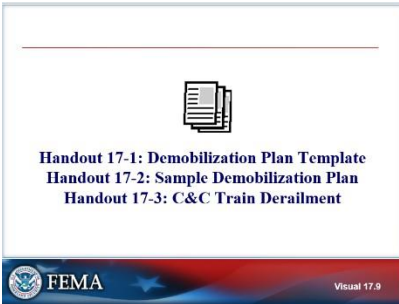 Handout 17-1: Demobilization Plan Template
Handout 17-2: Sample Demobilization Plan
Handout 17-3: C&C Train Derailment
FEMA
Visual 17.9